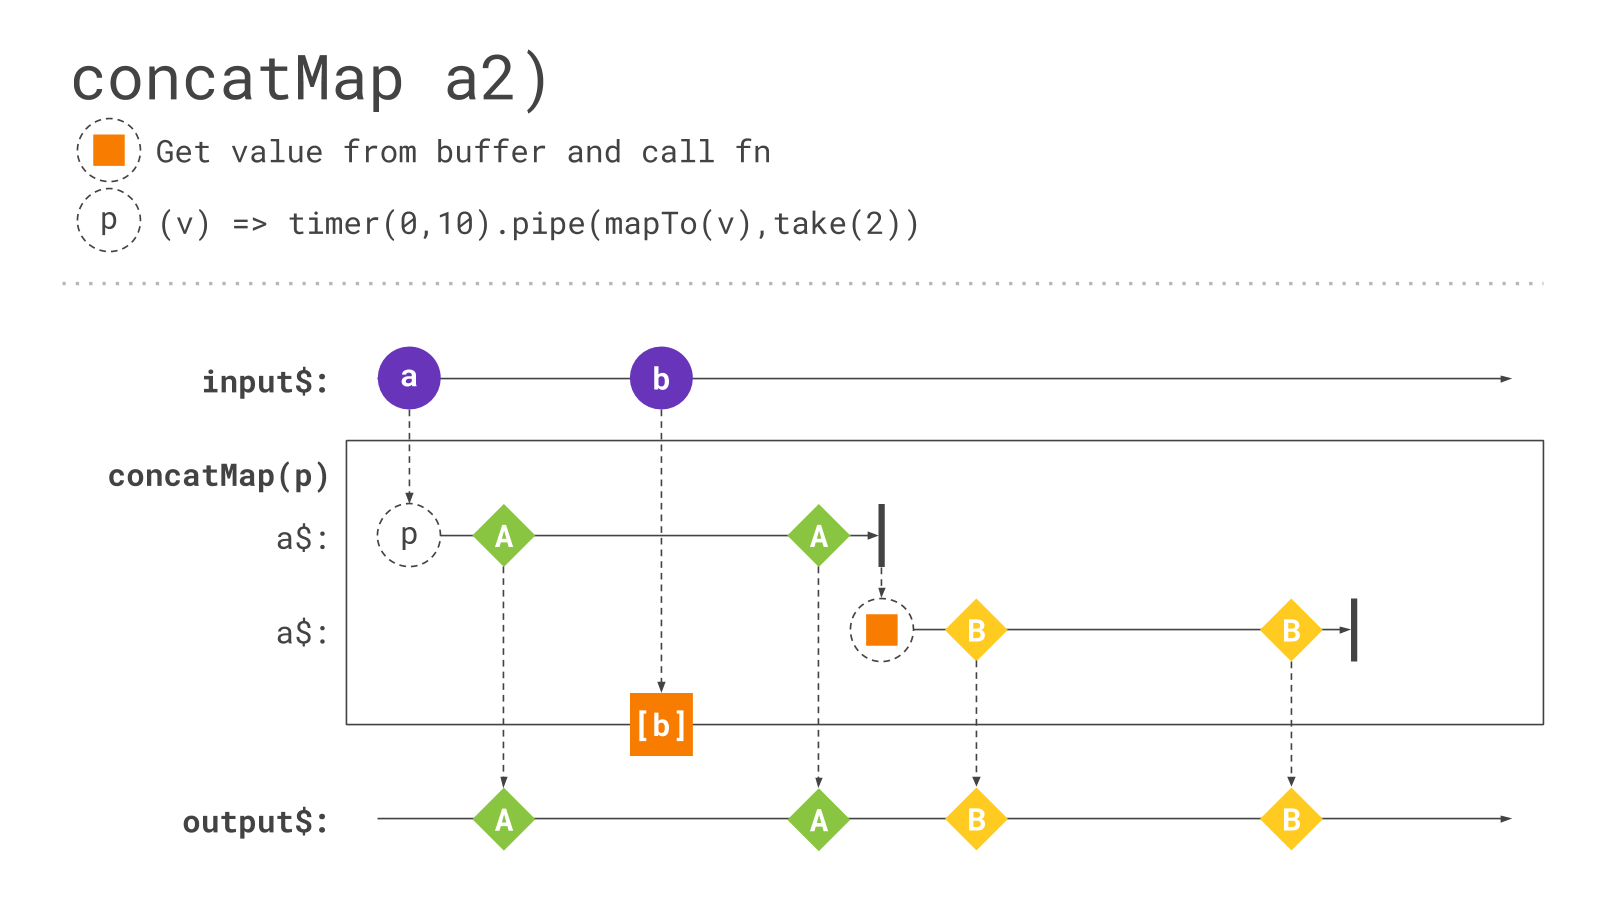 concatMap a2)
Get value from buffer and call fn
p (v) => timer(0,10).pipe(mapTo(v),take(2))
input$: a b
concatMap(p)
a$: p A A
a$: B B
[b]
output$: A A B B